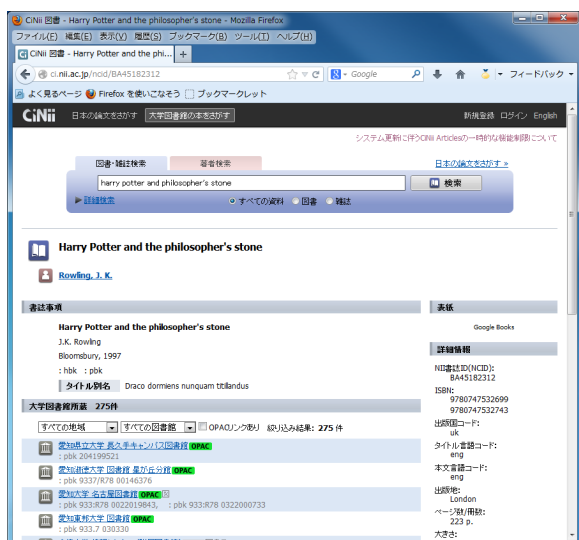 CiNii 図書 - Harry Potter and the philosopher's stone - Mozilla Firefox
ファイル(F) 編集(E) 表示(V) 履歴(S) ブックマーク(B) ツール(T) ヘルプ(H)
CiNii 図書 - Harry Potter and the phi...
ci.nii.ac.jp/ncid/BA45182312 Google フィードバック
よく見るページ Firefox を使いこなそう ブックマークレット
CiNii 日本の論文をさがす 大学図書館の本をさがす 新規登録 ログイン English
システム更新に伴うCiNii Articlesの一時的な機能制限について
図書・雑誌検索 著者検索 日本の論文をさがす »
harry potter and philosopher's stone 検索
詳細検索 すべての資料 図書 雑誌
Harry Potter and the philosopher's stone
Rowling, J. K.
書誌事項
Harry Potter and the philosopher's stone
J.K. Rowling
Bloomsbury, 1997
: hbk : pbk
タイトル別名 Draco dormiens nunquam titillandus
大学図書館所蔵 275件
すべての地域 すべての図書館 OPACリンクあり 絞り込み結果: 275 件
愛知県立大学 長久手キャンパス図書館 OPAC
: pbk 204199521
愛知淑徳大学 図書館 星が丘分館 OPAC
: pbk 9337/R78 00146376
愛知大学 名古屋図書館 OPAC
: pbk 933:R78 0022019843, : pbk 933:R78 0322000733
愛知東邦大学 図書館 OPAC
: pbk 933.7 030330
表紙
Google Books
詳細情報
NII書誌ID(NCID):
BA45182312
ISBN:
9780747532699
9780747532743
出版国コード:
uk
タイトル言語コード:
eng
本文言語コード:
eng
出版地:
London
ページ数/冊数:
223 p.
大きさ: